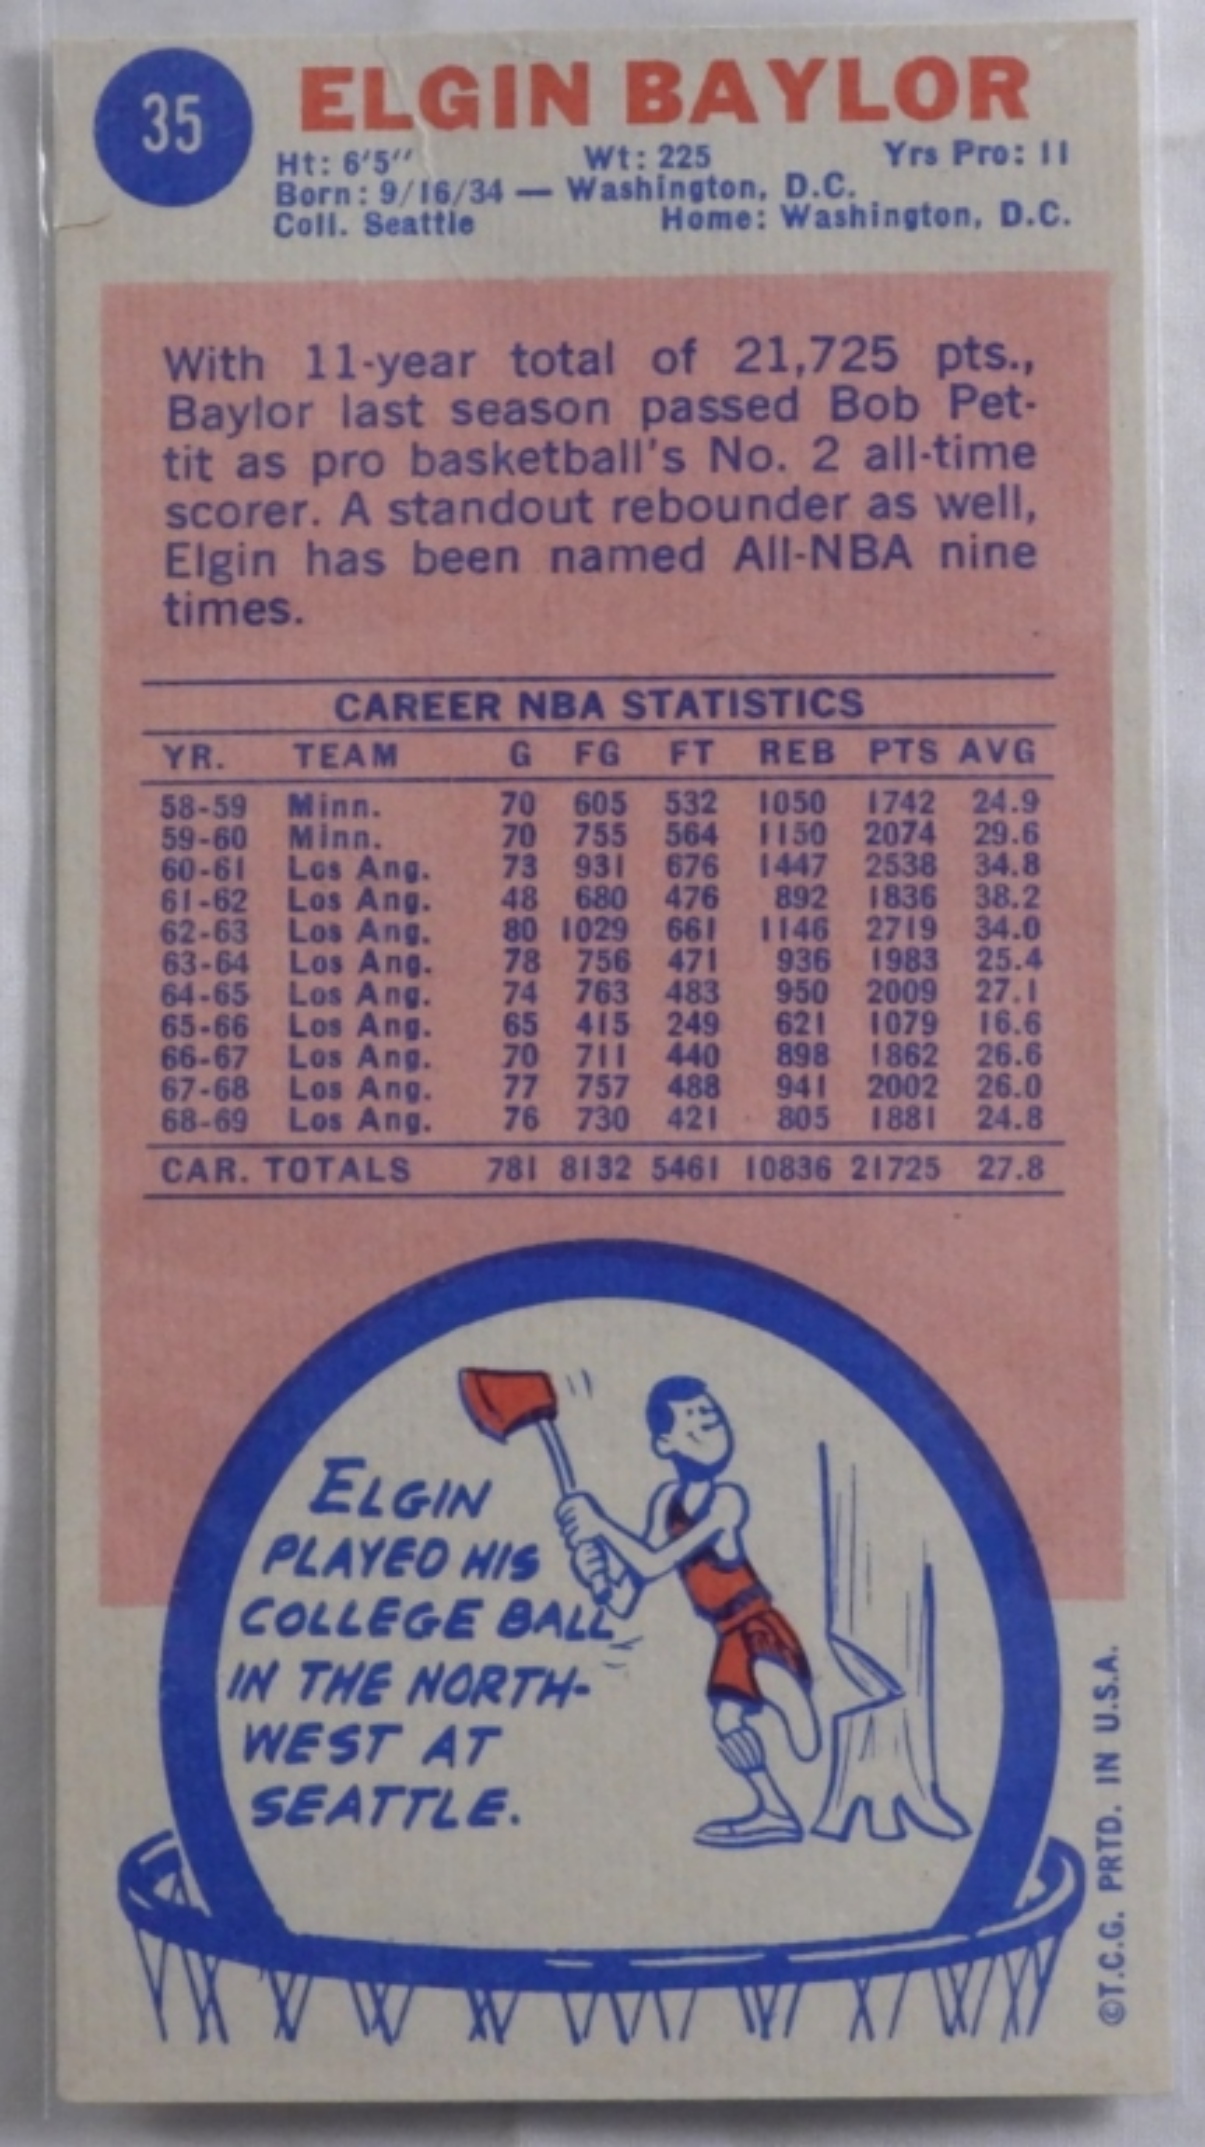 35
ELGIN BAYLOR
Ht: 6'5'' Wt: 225 Yrs Pro: 11
Born: 9/16/34 — Washington, D.C.
Coll. Seattle Home: Washington, D.C.
With 11-year total of 21,725 pts.,
Baylor last season passed Bob Pet-
tit as pro basketball's No. 2 all-time
scorer. A standout rebounder as well,
Elgin has been named All-NBA nine
times.
CAREER NBA STATISTICS
YR. TEAM G FG FT REB PTS AVG
58-59 Minn. 70 605 532 1050 1742 24.9
59-60 Minn. 70 755 564 1150 2074 29.6
60-61 Los Ang. 73 931 676 1447 2538 34.8
61-62 Los Ang. 48 680 476 892 1836 38.2
62-63 Los Ang. 80 1029 661 1146 2719 34.0
63-64 Los Ang. 78 756 471 936 1983 25.4
64-65 Los Ang. 74 763 483 950 2009 27.1
65-66 Los Ang. 65 415 249 621 1079 16.6
66-67 Los Ang. 70 711 440 898 1862 26.6
67-68 Los Ang. 77 757 488 941 2002 26.0
68-69 Los Ang. 76 730 421 805 1881 24.8
CAR. TOTALS 781 8132 5461 10836 21725 27.8
ELGIN
PLAYED HIS
COLLEGE BALL
IN THE NORTH-
WEST AT
SEATTLE.
©T.C.G. PRTD. IN U.S.A.